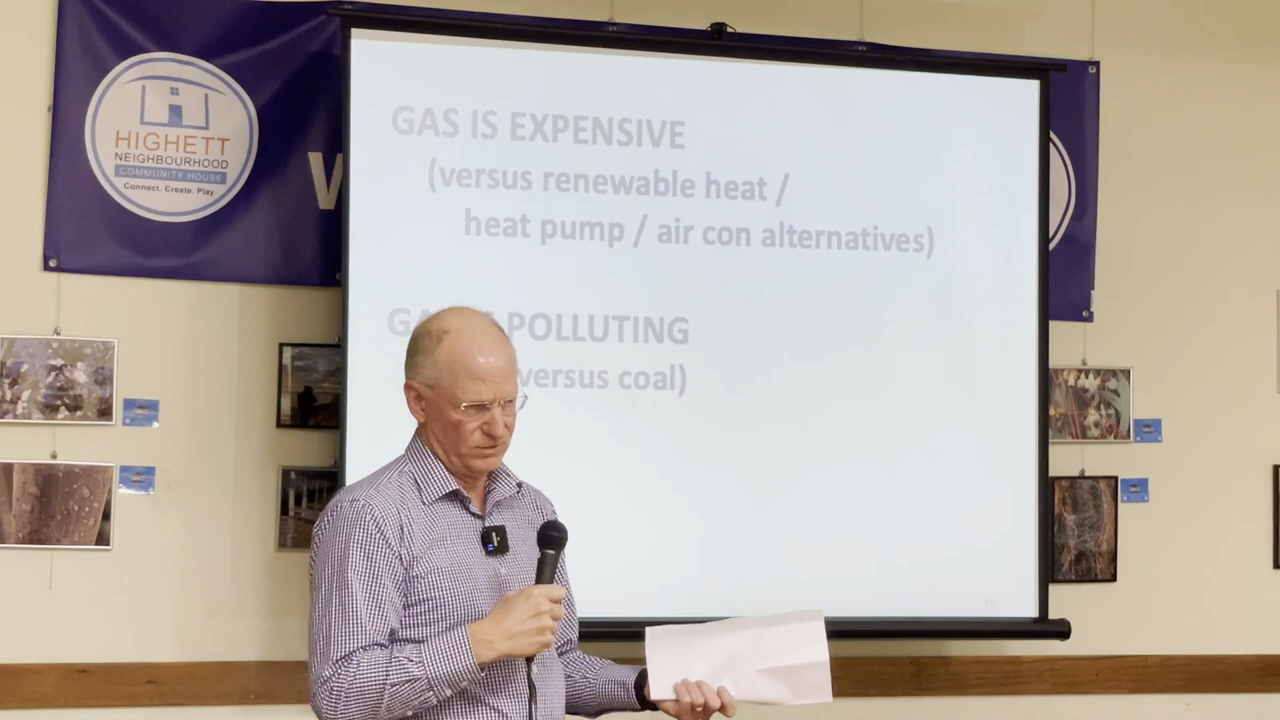 HIGHETT
NEIGHBOURHOOD
COMMUNITY HOUSE
Connect. Create. Play
GAS IS EXPENSIVE
(versus renewable heat /
heat pump / air con alternatives)
POLLUTING
versus coal)